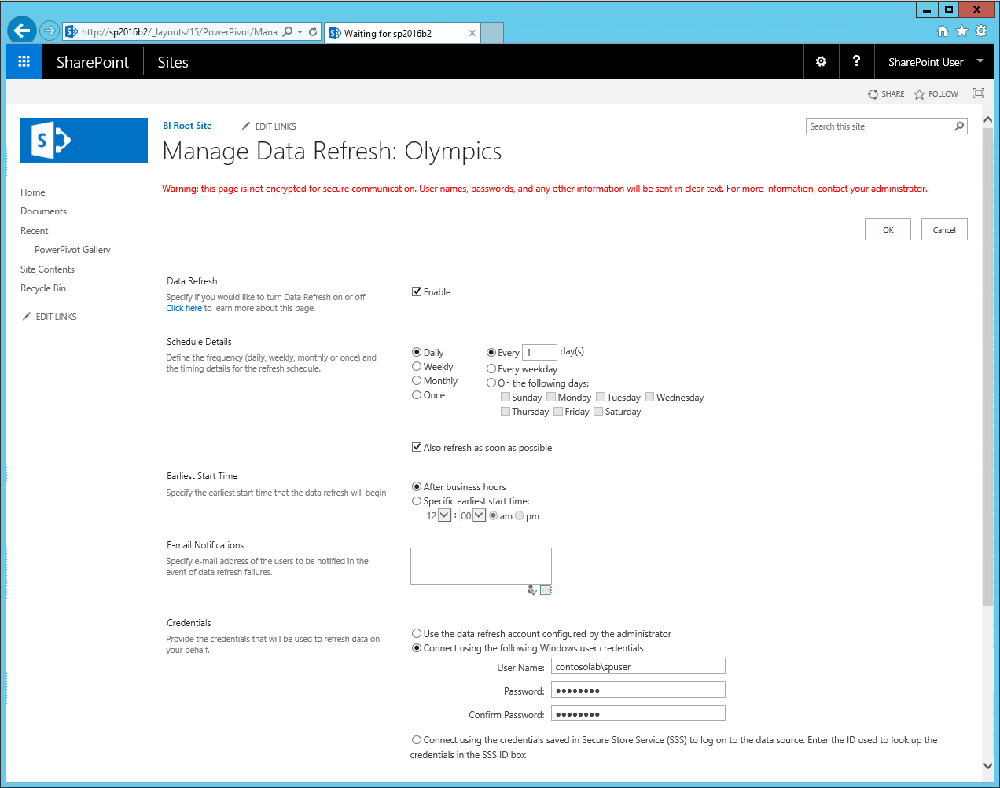 http://sp2016b2/_layouts/15/PowerPivot/Mana
Waiting for sp2016b2
SharePoint
Sites
?
SharePoint User
SHARE
FOLLOW
S
BI Root Site
EDIT LINKS
Search this site
Manage Data Refresh: Olympics
Warning: this page is not encrypted for secure communication. User names, passwords, and any other information will be sent in clear text. For more information, contact your administrator.
Home
Documents
Recent
PowerPivot Gallery
Site Contents
Recycle Bin
EDIT LINKS
OK
Cancel
Data Refresh
Specify if you would like to turn Data Refresh on or off.
Click here to learn more about this page.
Enable
Schedule Details
Define the frequency (daily, weekly, monthly or once) and
the timing details for the refresh schedule.
Daily
Weekly
Monthly
Once
Every 1 day(s)
Every weekday
On the following days:
Sunday Monday Tuesday Wednesday
Thursday Friday Saturday
Also refresh as soon as possible
Earliest Start Time
Specify the earliest start time that the data refresh will begin
After business hours
Specific earliest start time:
12 : 00 am pm
E-mail Notifications
Specify e-mail address of the users to be notified in the
event of data refresh failures.
Credentials
Provide the credentials that will be used to refresh data on
your behalf.
Use the data refresh account configured by the administrator
Connect using the following Windows user credentials
User Name: contosolab\spuser
Password: ••••••••
Confirm Password: ••••••••
Connect using the credentials saved in Secure Store Service (SSS) to log on to the data source. Enter the ID used to look up the
credentials in the SSS ID box